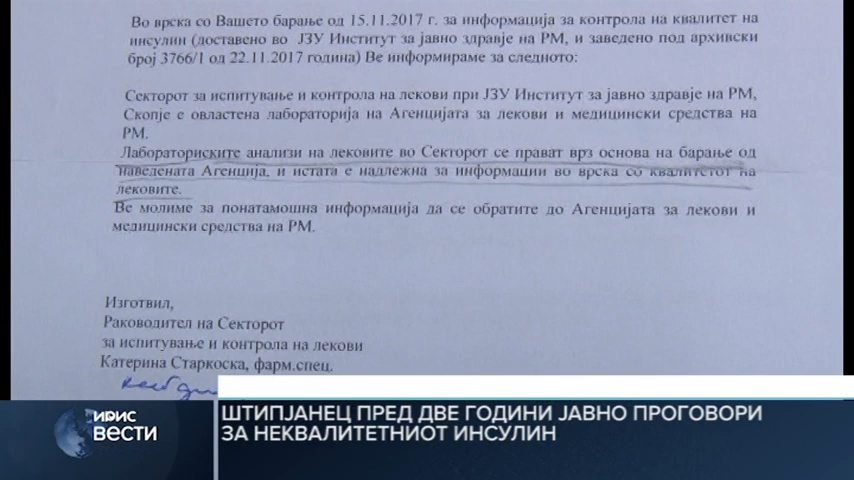 Во врска со Вашето барање од 15.11.2017 г. за информација за контрола на квалитет на
инсулин (доставено во ЈЗУ Институт за јавно здравје на РМ, и заведено под архивски
број 3766/1 од 22.11.2017 година) Ве информираме за следното:
Секторот за испитување и контрола на лекови при ЈЗУ Институт за јавно здравје на РМ,
Скопје е овластена лабораторија на Агенцијата за лекови и медицински средства на
РМ.
Лабораториските анализи на лековите во Секторот се прават врз основа на барање од
наведената Агенција, и истата е надлежна за информации во врска со квалитетот на
лековите.
Ве молиме за понатамошна информација да се обратите до Агенцијата за лекови и
медицински средства на РМ.
Изготвил,
Раководител на Секторот
за испитување и контрола на лекови
Катерина Старкоска, фарм.спец.
ИРИС
ВЕСТИ
ШТИПЈАНЕЦ ПРЕД ДВЕ ГОДИНИ ЈАВНО ПРОГОВОРИ
ЗА НЕКВАЛИТЕТНИОТ ИНСУЛИН